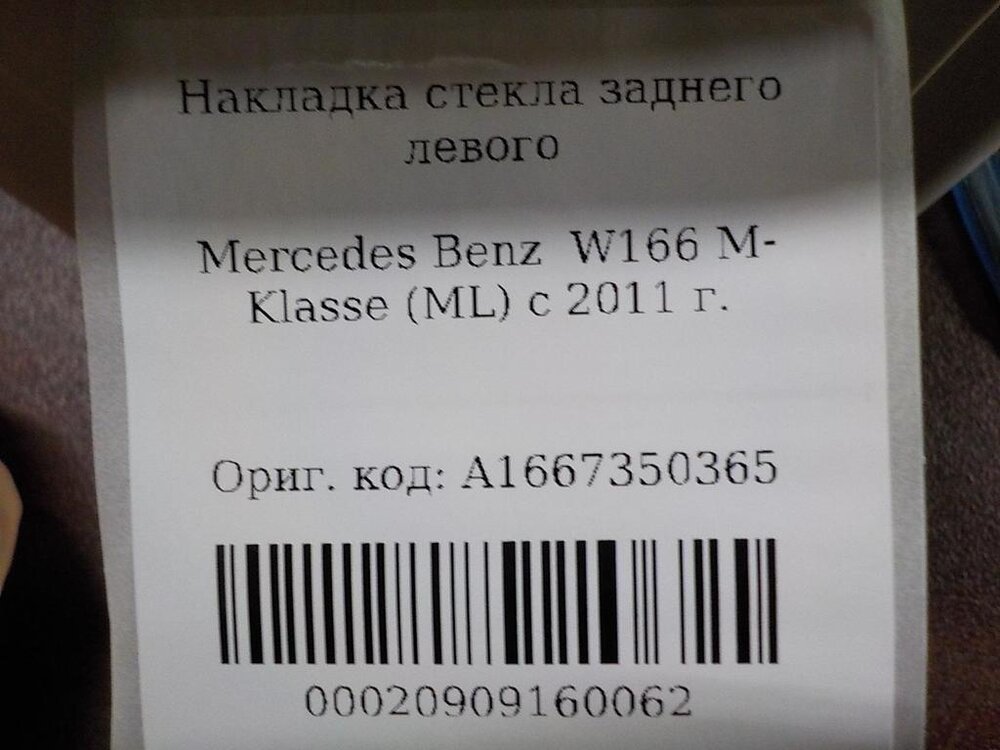 Накладка стекла заднего
левого
Mercedes Benz W166 M-
Klasse (ML) с 2011 г.
Ориг. код: A1667350365
00020909160062